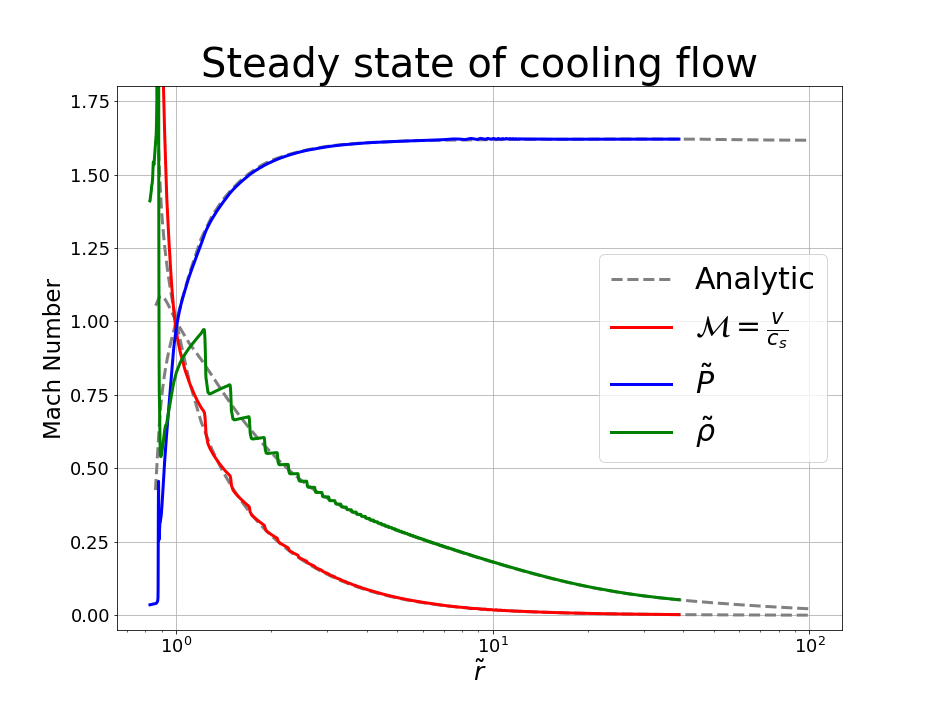 Steady state of cooling flow
Mach Number
1.75
1.50
1.25
1.00
0.75
0.50
0.25
0.00
Analytic
ℳ = v/c_s
P̃
ρ̃
10⁰
10¹
10²
r̃